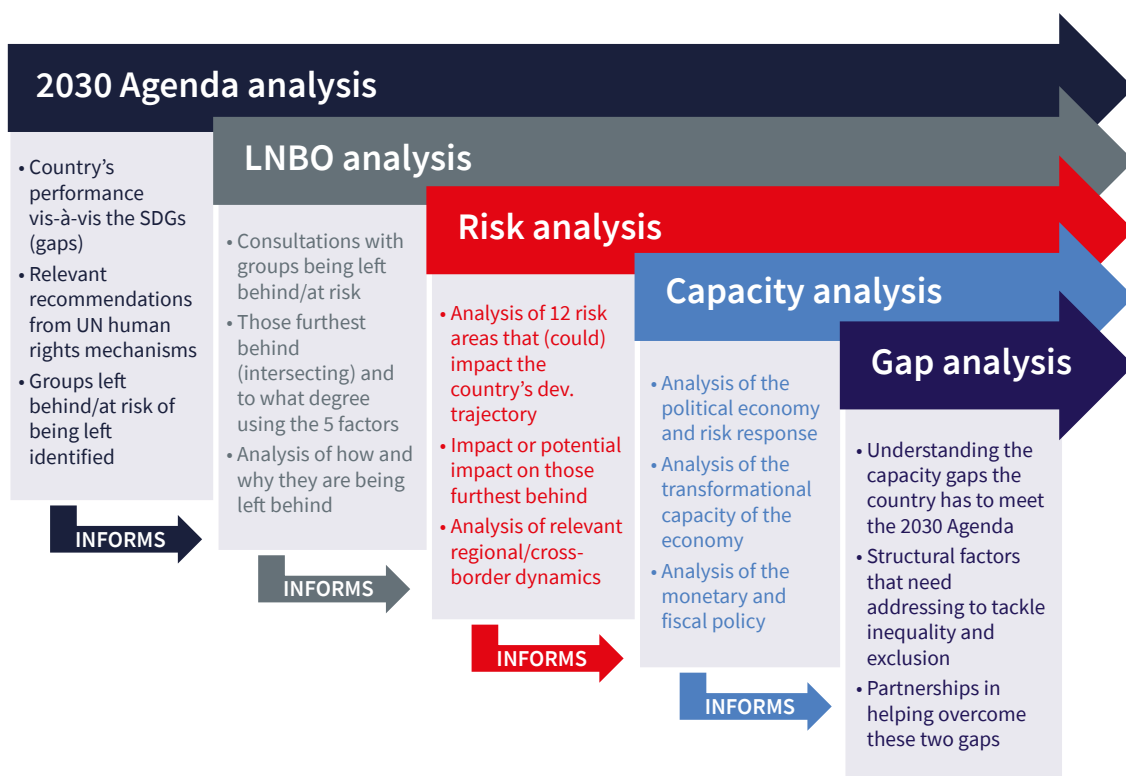 2030 Agenda analysis
• Country's
performance
vis-à-vis the SDGs
(gaps)
• Relevant
recommendations
from UN human
rights mechanisms
• Groups left
behind/at risk of
being left
identified
INFORMS
LNBO analysis
• Consultations with
groups being left
behind/at risk
• Those furthest
behind
(intersecting) and
to what degree
using the 5 factors
• Analysis of how and
why they are being
left behind
INFORMS
Risk analysis
• Analysis of 12 risk
areas that (could)
impact the
country's dev.
trajectory
• Impact or potential
impact on those
furthest behind
• Analysis of relevant
regional/cross-
border dynamics
INFORMS
Capacity analysis
• Analysis of the
political economy
and risk response
• Analysis of the
transformational
capacity of the
economy
• Analysis of the
monetary and
fiscal policy
INFORMS
Gap analysis
• Understanding the
capacity gaps the
country has to meet
the 2030 Agenda
• Structural factors
that need
addressing to tackle
inequality and
exclusion
• Partnerships in
helping overcome
these two gaps